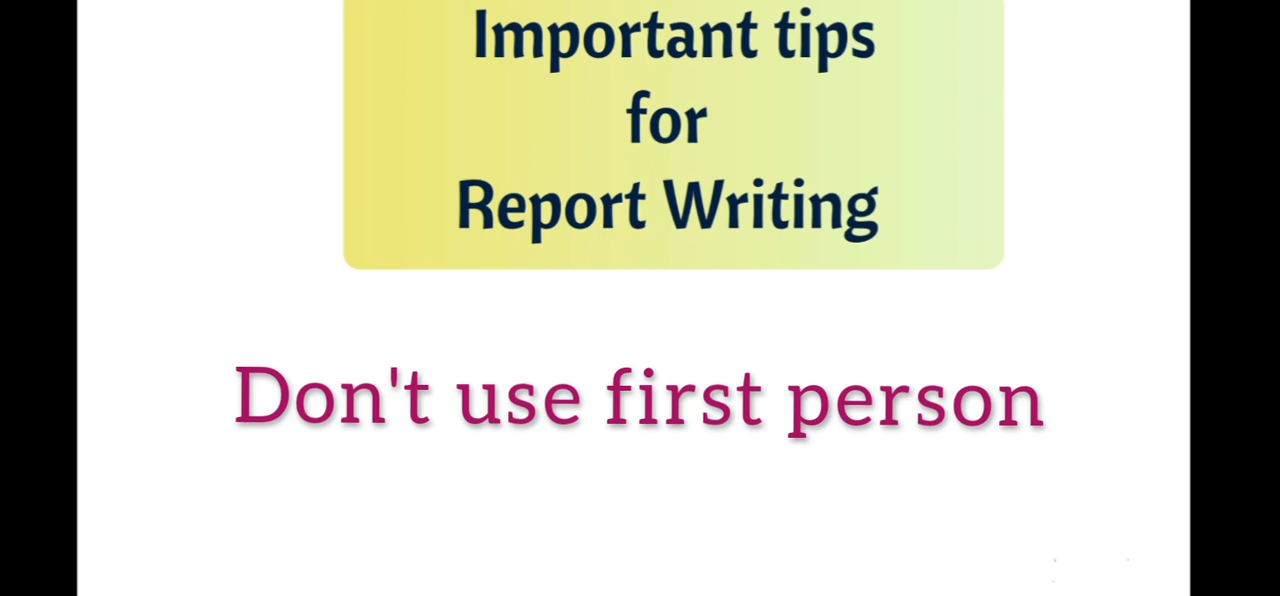 Important tips
for
Report Writing
Don't use first person